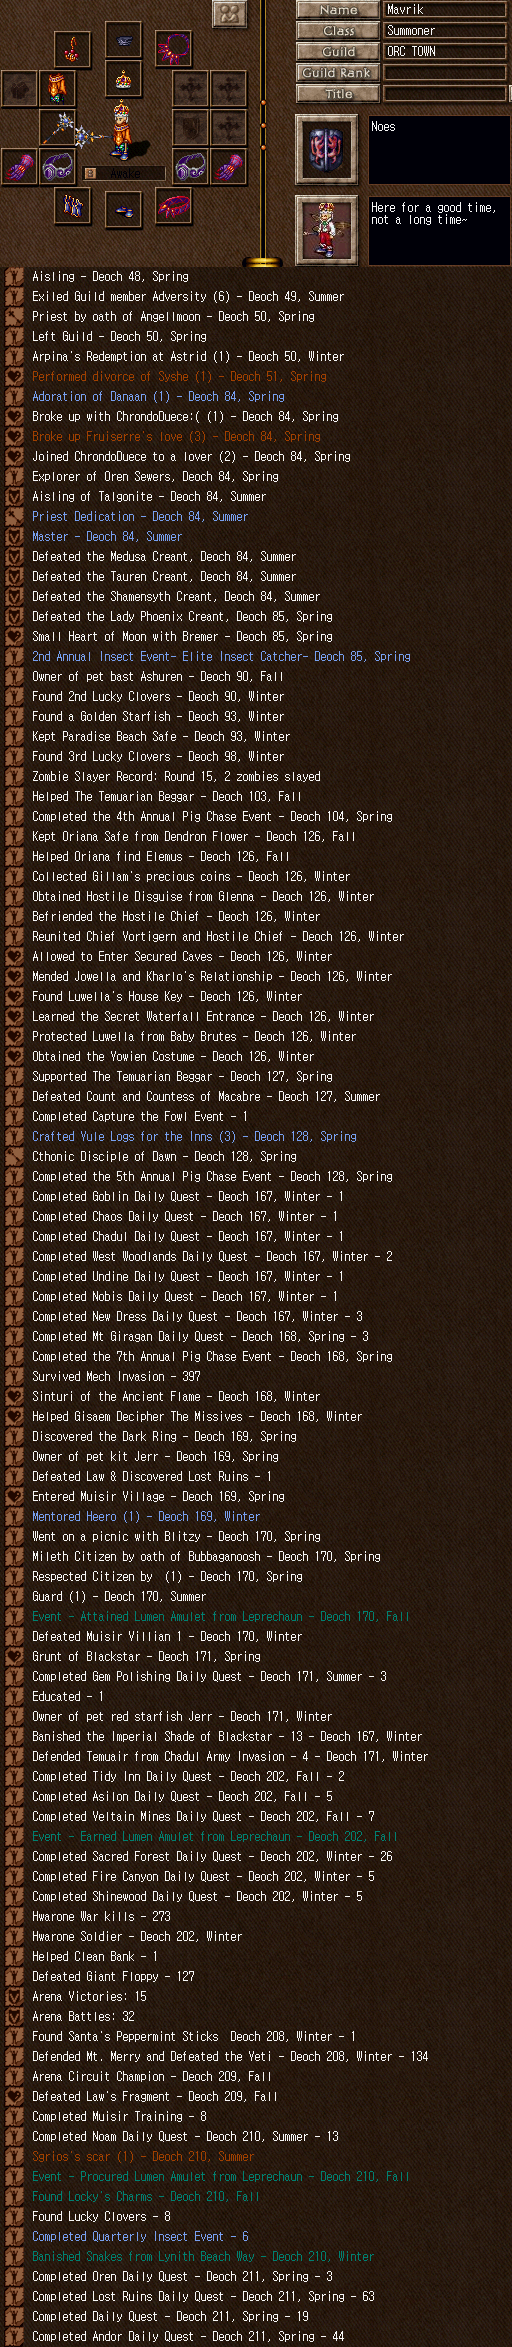 Name Mavrik
Class Summoner
Guild ORC TOWN
Guild Rank
Title
Noes
Awake
Here for a good time,
not a long time~
Aisling - Deoch 48, Spring
Exiled Guild member Adversity (6) - Deoch 49, Summer
Priest by oath of Angellmoon - Deoch 50, Spring
Left Guild - Deoch 50, Spring
Arpina's Redemption at Astrid (1) - Deoch 50, Winter
Performed divorce of Syshe (1) - Deoch 51, Spring
Adoration of Danaan (1) - Deoch 84, Spring
Broke up with ChrondoDuece:( (1) - Deoch 84, Spring
Broke up Fruiserre's love (3) - Deoch 84, Spring
Joined ChrondoDuece to a lover (2) - Deoch 84, Spring
Explorer of Oren Sewers, Deoch 84, Spring
Aisling of Talgonite - Deoch 84, Summer
Priest Dedication - Deoch 84, Summer
Master - Deoch 84, Summer
Defeated the Medusa Creant, Deoch 84, Summer
Defeated the Tauren Creant, Deoch 84, Summer
Defeated the Shamensyth Creant, Deoch 84, Summer
Defeated the Lady Phoenix Creant, Deoch 85, Spring
Small Heart of Moon with Bremer - Deoch 85, Spring
2nd Annual Insect Event- Elite Insect Catcher- Deoch 85, Spring
Owner of pet bast Ashuren - Deoch 90, Fall
Found 2nd Lucky Clovers - Deoch 90, Winter
Found a Golden Starfish - Deoch 93, Winter
Kept Paradise Beach Safe - Deoch 93, Winter
Found 3rd Lucky Clovers - Deoch 98, Winter
Zombie Slayer Record: Round 15, 2 zombies slayed
Helped The Temuarian Beggar - Deoch 103, Fall
Completed the 4th Annual Pig Chase Event - Deoch 104, Spring
Kept Oriana Safe from Dendron Flower - Deoch 126, Fall
Helped Oriana find Elemus - Deoch 126, Fall
Collected Gillam's precious coins - Deoch 126, Winter
Obtained Hostile Disguise from Glenna - Deoch 126, Winter
Befriended the Hostile Chief - Deoch 126, Winter
Reunited Chief Vortigern and Hostile Chief - Deoch 126, Winter
Allowed to Enter Secured Caves - Deoch 126, Winter
Mended Jowella and Kharlo's Relationship - Deoch 126, Winter
Found Luwella's House Key - Deoch 126, Winter
Learned the Secret Waterfall Entrance - Deoch 126, Winter
Protected Luwella from Baby Brutes - Deoch 126, Winter
Obtained the Yowien Costume - Deoch 126, Winter
Supported The Temuarian Beggar - Deoch 127, Spring
Defeated Count and Countess of Macabre - Deoch 127, Summer
Completed Capture the Fowl Event - 1
Crafted Yule Logs for the Inns (3) - Deoch 128, Spring
Cthonic Disciple of Dawn - Deoch 128, Spring
Completed the 5th Annual Pig Chase Event - Deoch 128, Spring
Completed Goblin Daily Quest - Deoch 167, Winter - 1
Completed Chaos Daily Quest - Deoch 167, Winter - 1
Completed Chadul Daily Quest - Deoch 167, Winter - 1
Completed West Woodlands Daily Quest - Deoch 167, Winter - 2
Completed Undine Daily Quest - Deoch 167, Winter - 1
Completed Nobis Daily Quest - Deoch 167, Winter - 1
Completed New Dress Daily Quest - Deoch 167, Winter - 3
Completed Mt Giragan Daily Quest - Deoch 168, Spring - 3
Completed the 7th Annual Pig Chase Event - Deoch 168, Spring
Survived Mech Invasion - 397
Sinturi of the Ancient Flame - Deoch 168, Winter
Helped Gisaem Decipher The Missives - Deoch 168, Winter
Discovered the Dark Ring - Deoch 169, Spring
Owner of pet kit Jerr - Deoch 169, Spring
Defeated Law & Discovered Lost Ruins - 1
Entered Muisir Village - Deoch 169, Spring
Mentored Heero (1) - Deoch 169, Winter
Went on a picnic with Blitzy - Deoch 170, Spring
Mileth Citizen by oath of Bubbaganoosh - Deoch 170, Spring
Respected Citizen by  (1) - Deoch 170, Spring
Guard (1) - Deoch 170, Summer
Event - Attained Lumen Amulet from Leprechaun - Deoch 170, Fall
Defeated Muisir Villian 1 - Deoch 170, Winter
Grunt of Blackstar - Deoch 171, Spring
Completed Gem Polishing Daily Quest - Deoch 171, Summer - 3
Educated - 1
Owner of pet red starfish Jerr - Deoch 171, Winter
Banished the Imperial Shade of Blackstar - 13 - Deoch 167, Winter
Defended Temuair from Chadul Army Invasion - 4 - Deoch 171, Winter
Completed Tidy Inn Daily Quest - Deoch 202, Fall - 2
Completed Asilon Daily Quest - Deoch 202, Fall - 5
Completed Veltain Mines Daily Quest - Deoch 202, Fall - 7
Event - Earned Lumen Amulet from Leprechaun - Deoch 202, Fall
Completed Sacred Forest Daily Quest - Deoch 202, Winter - 26
Completed Fire Canyon Daily Quest - Deoch 202, Winter - 5
Completed Shinewood Daily Quest - Deoch 202, Winter - 5
Hwarone War kills - 273
Hwarone Soldier - Deoch 202, Winter
Helped Clean Bank - 1
Defeated Giant Floppy - 127
Arena Victories: 15
Arena Battles: 32
Found Santa's Peppermint Sticks  Deoch 208, Winter - 1
Defended Mt. Merry and Defeated the Yeti - Deoch 208, Winter - 134
Arena Circuit Champion - Deoch 209, Fall
Defeated Law's Fragment - Deoch 209, Fall
Completed Muisir Training - 8
Completed Noam Daily Quest - Deoch 210, Summer - 13
Sgrios's scar (1) - Deoch 210, Summer
Event - Procured Lumen Amulet from Leprechaun - Deoch 210, Fall
Found Locky's Charms - Deoch 210, Fall
Found Lucky Clovers - 8
Completed Quarterly Insect Event - 6
Banished Snakes from Lynith Beach Way - Deoch 210, Winter
Completed Oren Daily Quest - Deoch 211, Spring - 3
Completed Lost Ruins Daily Quest - Deoch 211, Spring - 63
Completed Daily Quest - Deoch 211, Spring - 19
Completed Andor Daily Quest - Deoch 211, Spring - 44